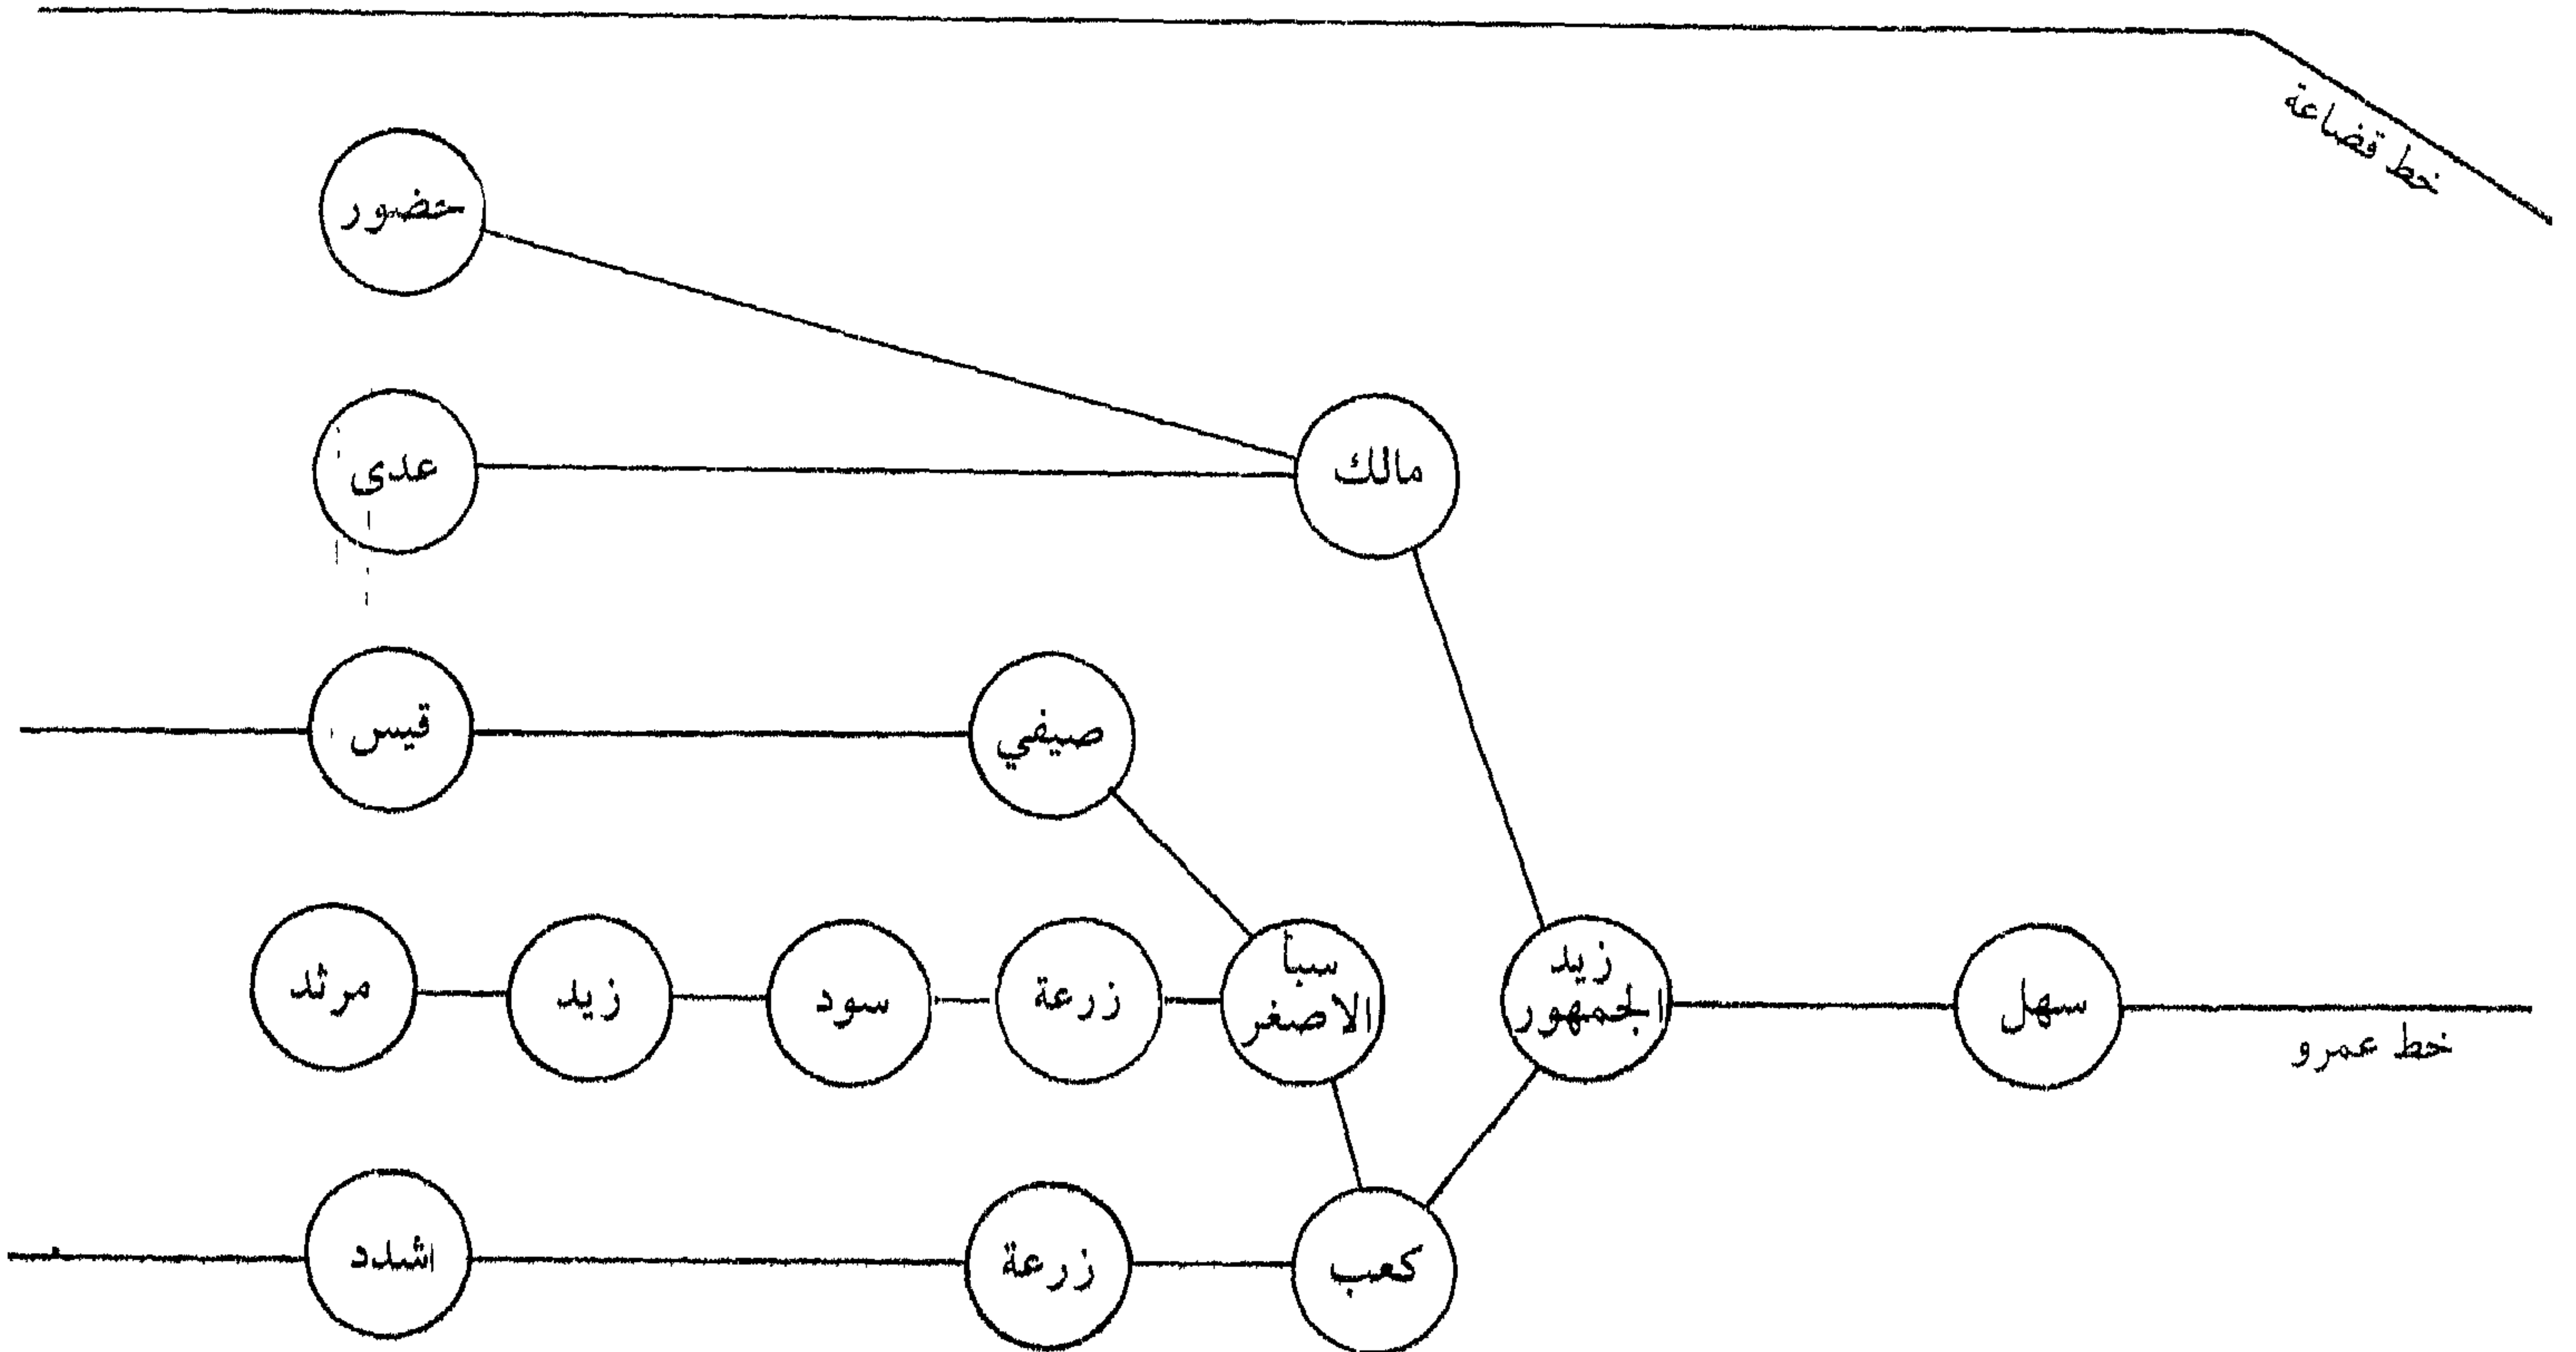 خط قضاعة
حضور
عدى
مالك
قيس
صيفي
مرثد
زيد
سود
زرعة
سبأ
الاصغر
زيد
الجمهور
سهل
خط عمرو
اشدد
زرعة
كعب